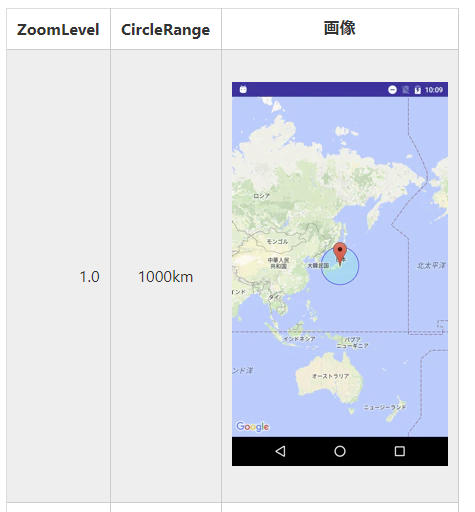 ZoomLevel CircleRange 画像
10:09
ロシア
モンゴル
中華人民
共和国
大韓民国
日本
北太平洋
インド
タイ
インドネシア
パプア
ニューギニア
ンド洋
オーストラリア
ニュージーランド
Google
1.0 1000km